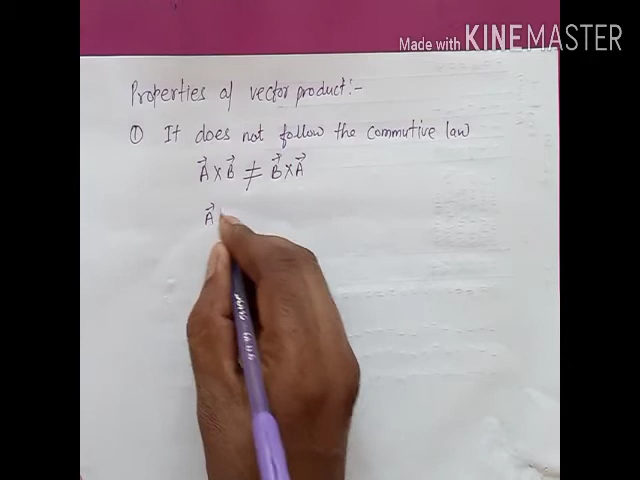 Made with KINEMASTER
Properties of vector product:-
① It does not follow the commutive law
A⃗ × B⃗ ≠ B⃗ × A⃗
A⃗